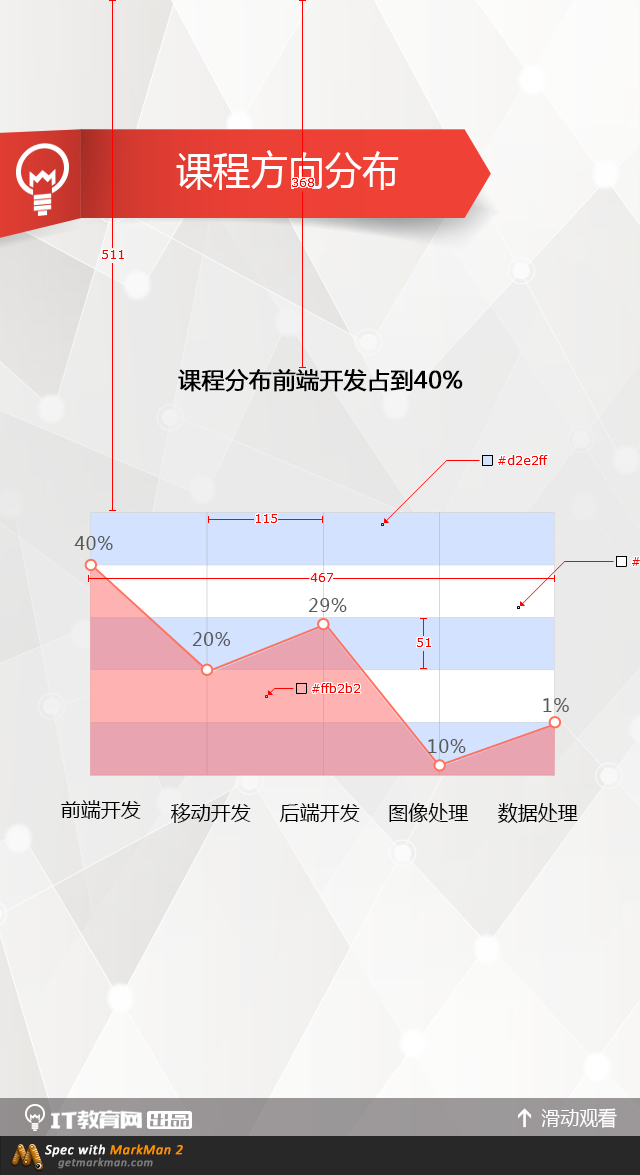 课程方向分布
368
511
课程分布前端开发占到40%
#d2e2ff
115
40%
#
467
29%
20%
51
#ffb2b2
1%
10%
前端开发 移动开发 后端开发 图像处理 数据处理
IT教育网 出品
滑动观看
Spec with MarkMan 2
getmarkman.com